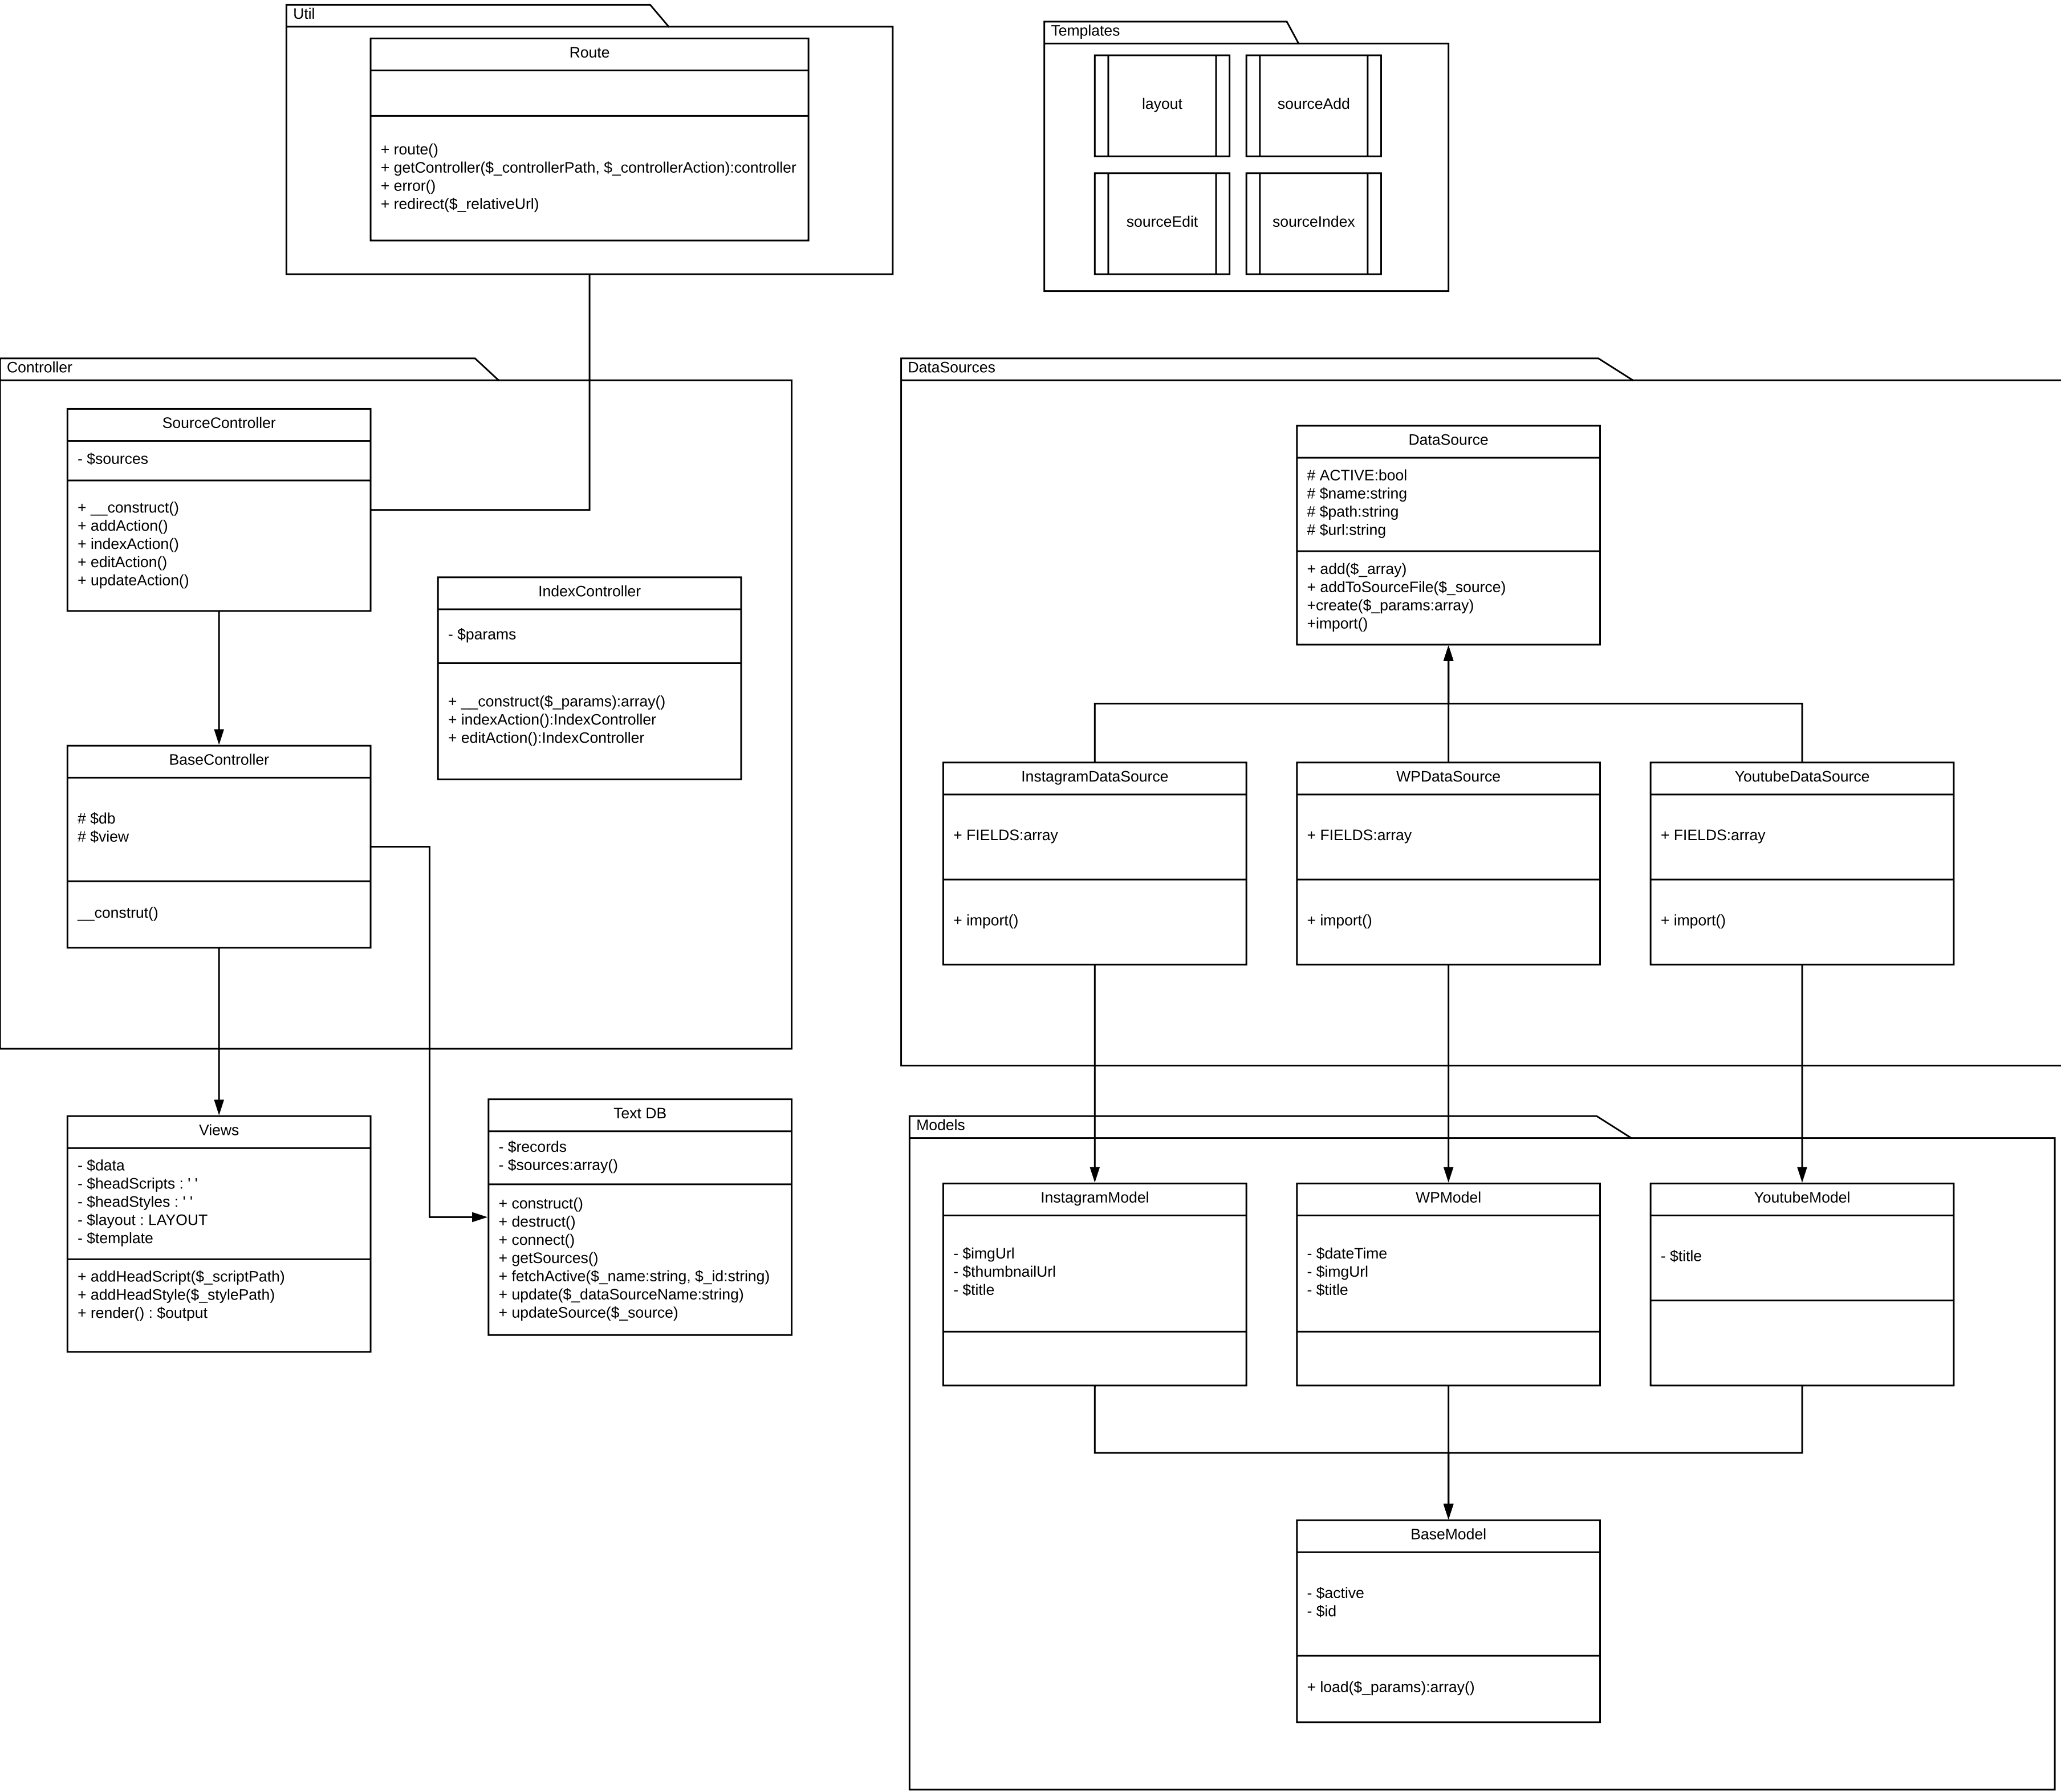 Util
Route
+ route()
+ getController($_controllerPath, $_controllerAction):controller
+ error()
+ redirect($_relativeUrl)
Templates
layout
sourceAdd
sourceEdit
sourceIndex
Controller
SourceController
- $sources
+ __construct()
+ addAction()
+ indexAction()
+ editAction()
+ updateAction()
IndexController
- $params
+ __construct($_params):array()
+ indexAction():IndexController
+ editAction():IndexController
BaseController
# $db
# $view
__construt()
DataSources
DataSource
# ACTIVE:bool
# $name:string
# $path:string
# $url:string
+ add($_array)
+ addToSourceFile($_source)
+create($_params:array)
+import()
InstagramDataSource
+ FIELDS:array
+ import()
WPDataSource
+ FIELDS:array
+ import()
YoutubeDataSource
+ FIELDS:array
+ import()
Views
- $data
- $headScripts : ' '
- $headStyles : ' '
- $layout : LAYOUT
- $template
+ addHeadScript($_scriptPath)
+ addHeadStyle($_stylePath)
+ render() : $output
Text DB
- $records
- $sources:array()
+ construct()
+ destruct()
+ connect()
+ getSources()
+ fetchActive($_name:string, $_id:string)
+ update($_dataSourceName:string)
+ updateSource($_source)
Models
InstagramModel
- $imgUrl
- $thumbnailUrl
- $title
WPModel
- $dateTime
- $imgUrl
- $title
YoutubeModel
- $title
BaseModel
- $active
- $id
+ load($_params):array()